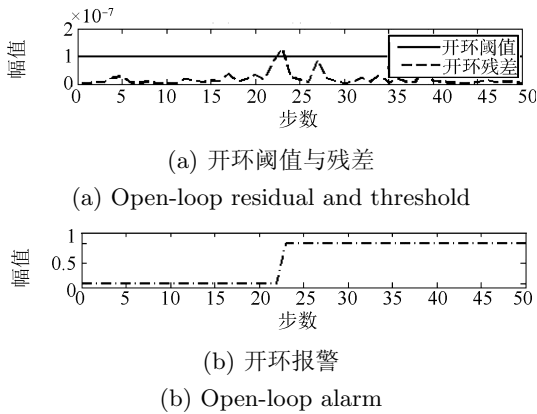 ×10⁻⁷
2
1
0
幅值
开环阈值
开环残差
0 5 10 15 20 25 30 35 40 45 50
步数
(a) 开环阈值与残差
(a) Open-loop residual and threshold
1
0.5
0
幅值
0 5 10 15 20 25 30 35 40 45 50
步数
(b) 开环报警
(b) Open-loop alarm